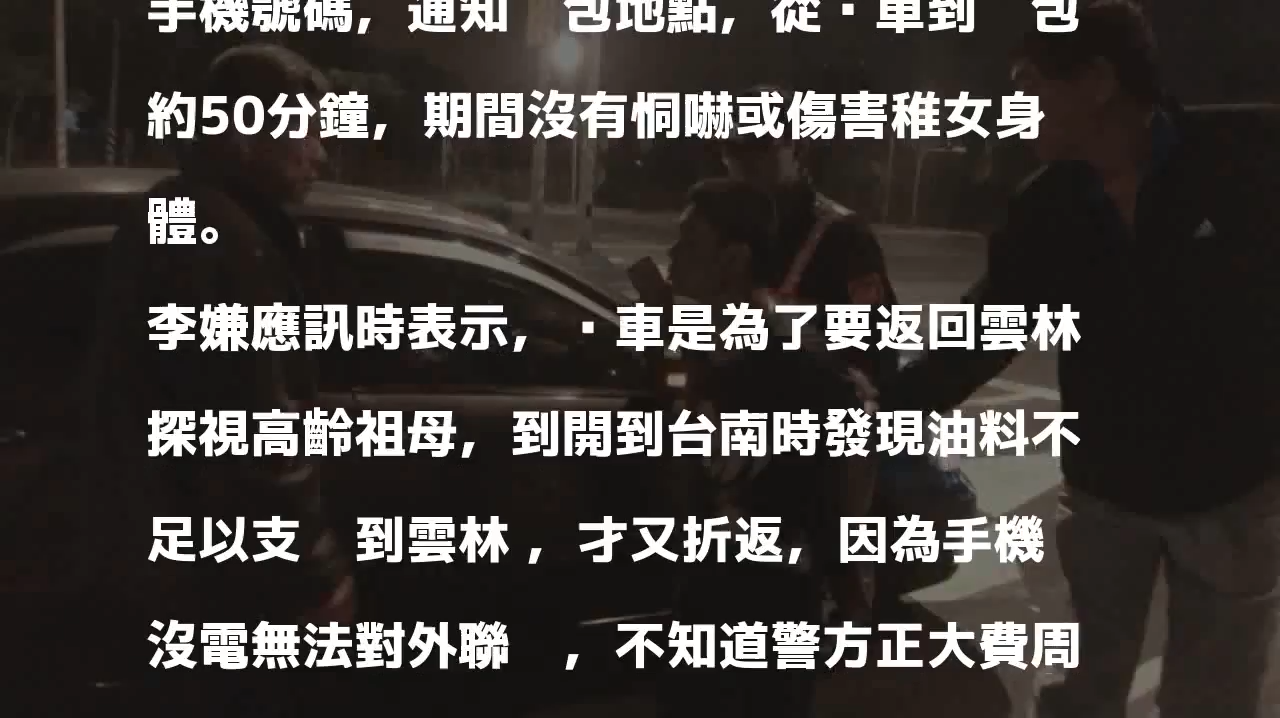 手機號碼，通知　包地點，從·車到　包
約50分鐘，期間沒有恫嚇或傷害稚女身
體。
李嫌應訊時表示，·車是為了要返回雲林
探視高齡祖母，到開到台南時發現油料不
足以支　到雲林，才又折返，因為手機
沒電無法對外聯　，不知道警方正大費周